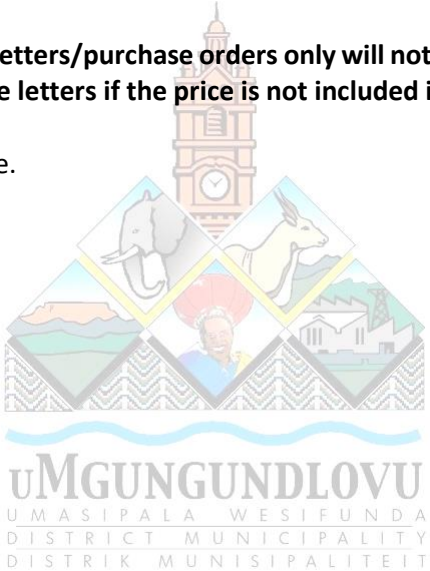 etters/purchase orders only will not
e letters if the price is not included i
e.
uMGUNGUNDLOVU
UMASIPALA WESIFUNDA
DISTRICT MUNICIPALITY
DISTRIK MUNISIPALITEIT